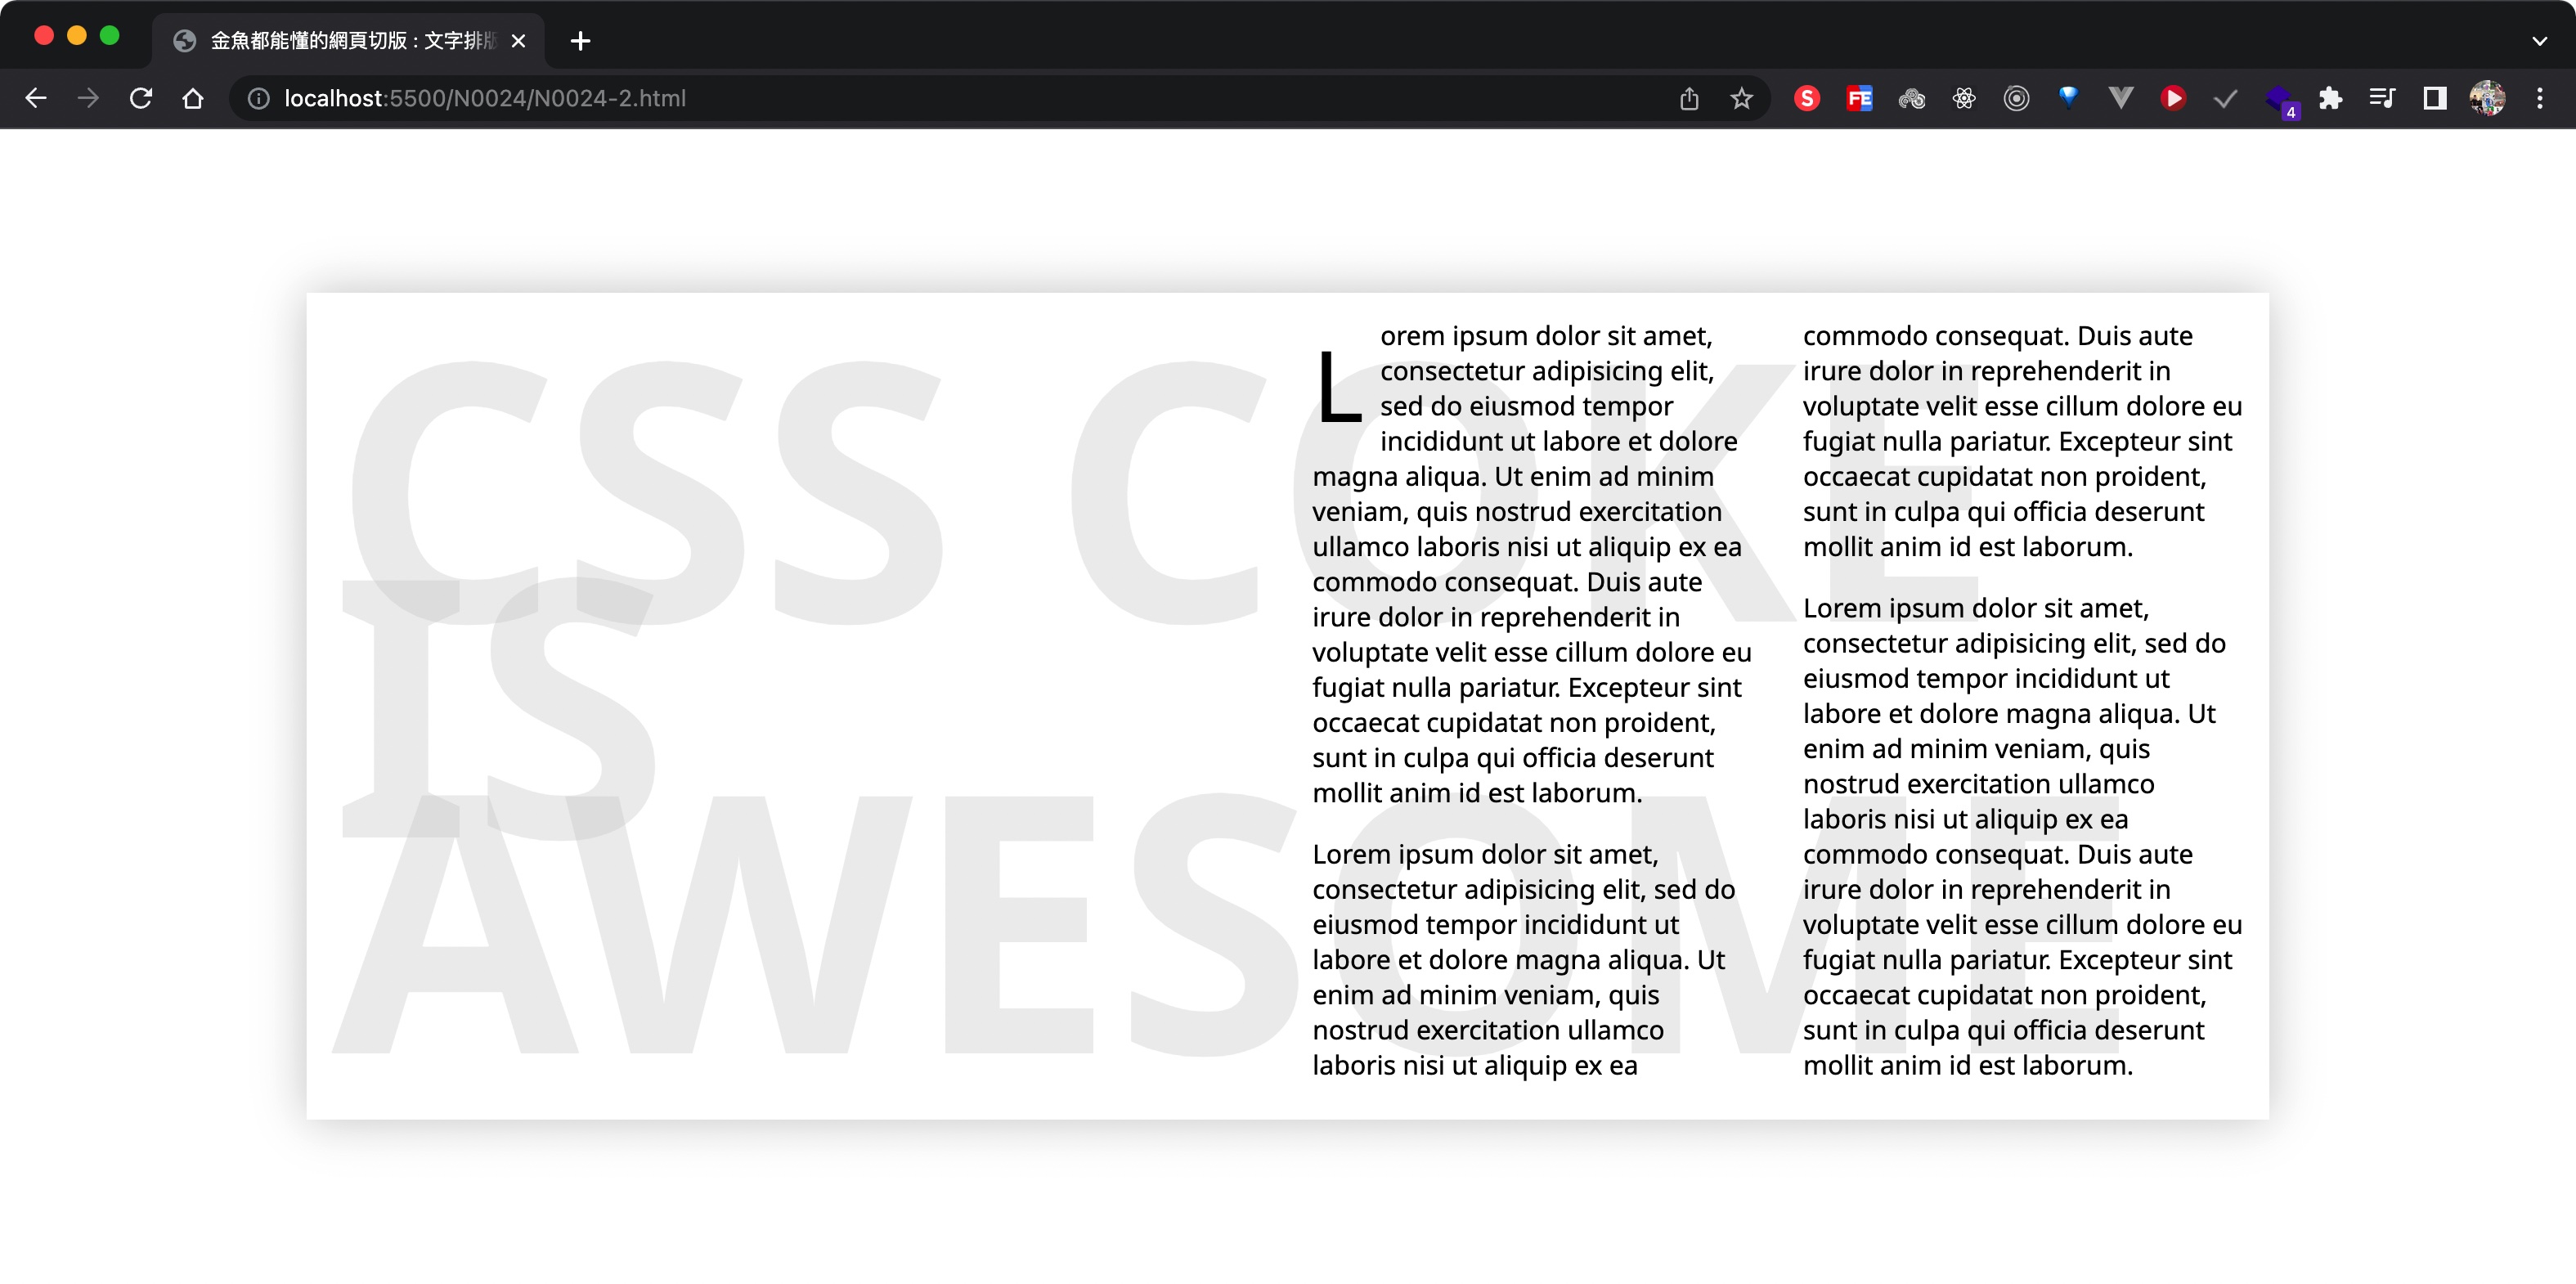 金魚都能懂的網頁切版 : 文字排版
localhost:5500/N0024/N0024-2.html
4
CSS COKE
IS
AWESOME
Lorem ipsum dolor sit amet,
consectetur adipisicing elit,
sed do eiusmod tempor
incididunt ut labore et dolore
magna aliqua. Ut enim ad minim
veniam, quis nostrud exercitation
ullamco laboris nisi ut aliquip ex ea
commodo consequat. Duis aute
irure dolor in reprehenderit in
voluptate velit esse cillum dolore eu
fugiat nulla pariatur. Excepteur sint
occaecat cupidatat non proident,
sunt in culpa qui officia deserunt
mollit anim id est laborum.
Lorem ipsum dolor sit amet,
consectetur adipisicing elit, sed do
eiusmod tempor incididunt ut
labore et dolore magna aliqua. Ut
enim ad minim veniam, quis
nostrud exercitation ullamco
laboris nisi ut aliquip ex ea
commodo consequat. Duis aute
irure dolor in reprehenderit in
voluptate velit esse cillum dolore eu
fugiat nulla pariatur. Excepteur sint
occaecat cupidatat non proident,
sunt in culpa qui officia deserunt
mollit anim id est laborum.
Lorem ipsum dolor sit amet,
consectetur adipisicing elit, sed do
eiusmod tempor incididunt ut
labore et dolore magna aliqua. Ut
enim ad minim veniam, quis
nostrud exercitation ullamco
laboris nisi ut aliquip ex ea
commodo consequat. Duis aute
irure dolor in reprehenderit in
voluptate velit esse cillum dolore eu
fugiat nulla pariatur. Excepteur sint
occaecat cupidatat non proident,
sunt in culpa qui officia deserunt
mollit anim id est laborum.